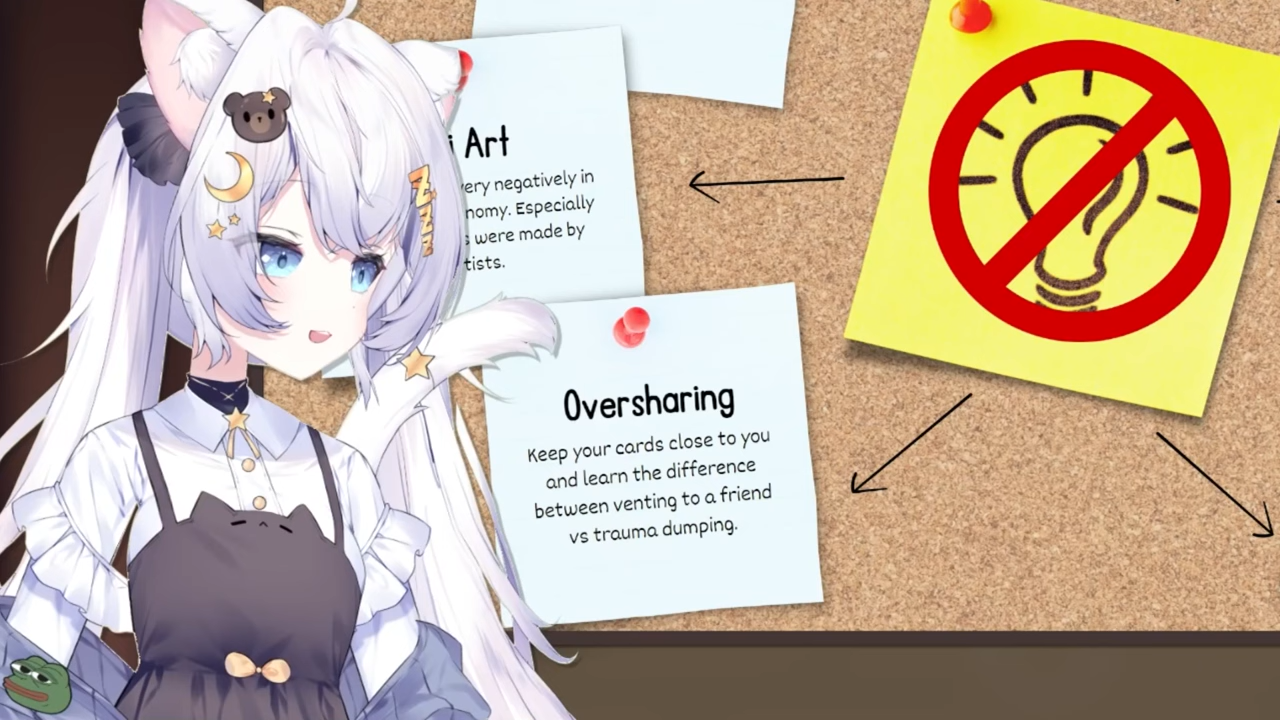 i Art
very negatively in
nomy. Especially
s were made by
tists.
Oversharing
Keep your cards close to you
and learn the difference
between venting to a friend
vs trauma dumping.
Z
z
z
z